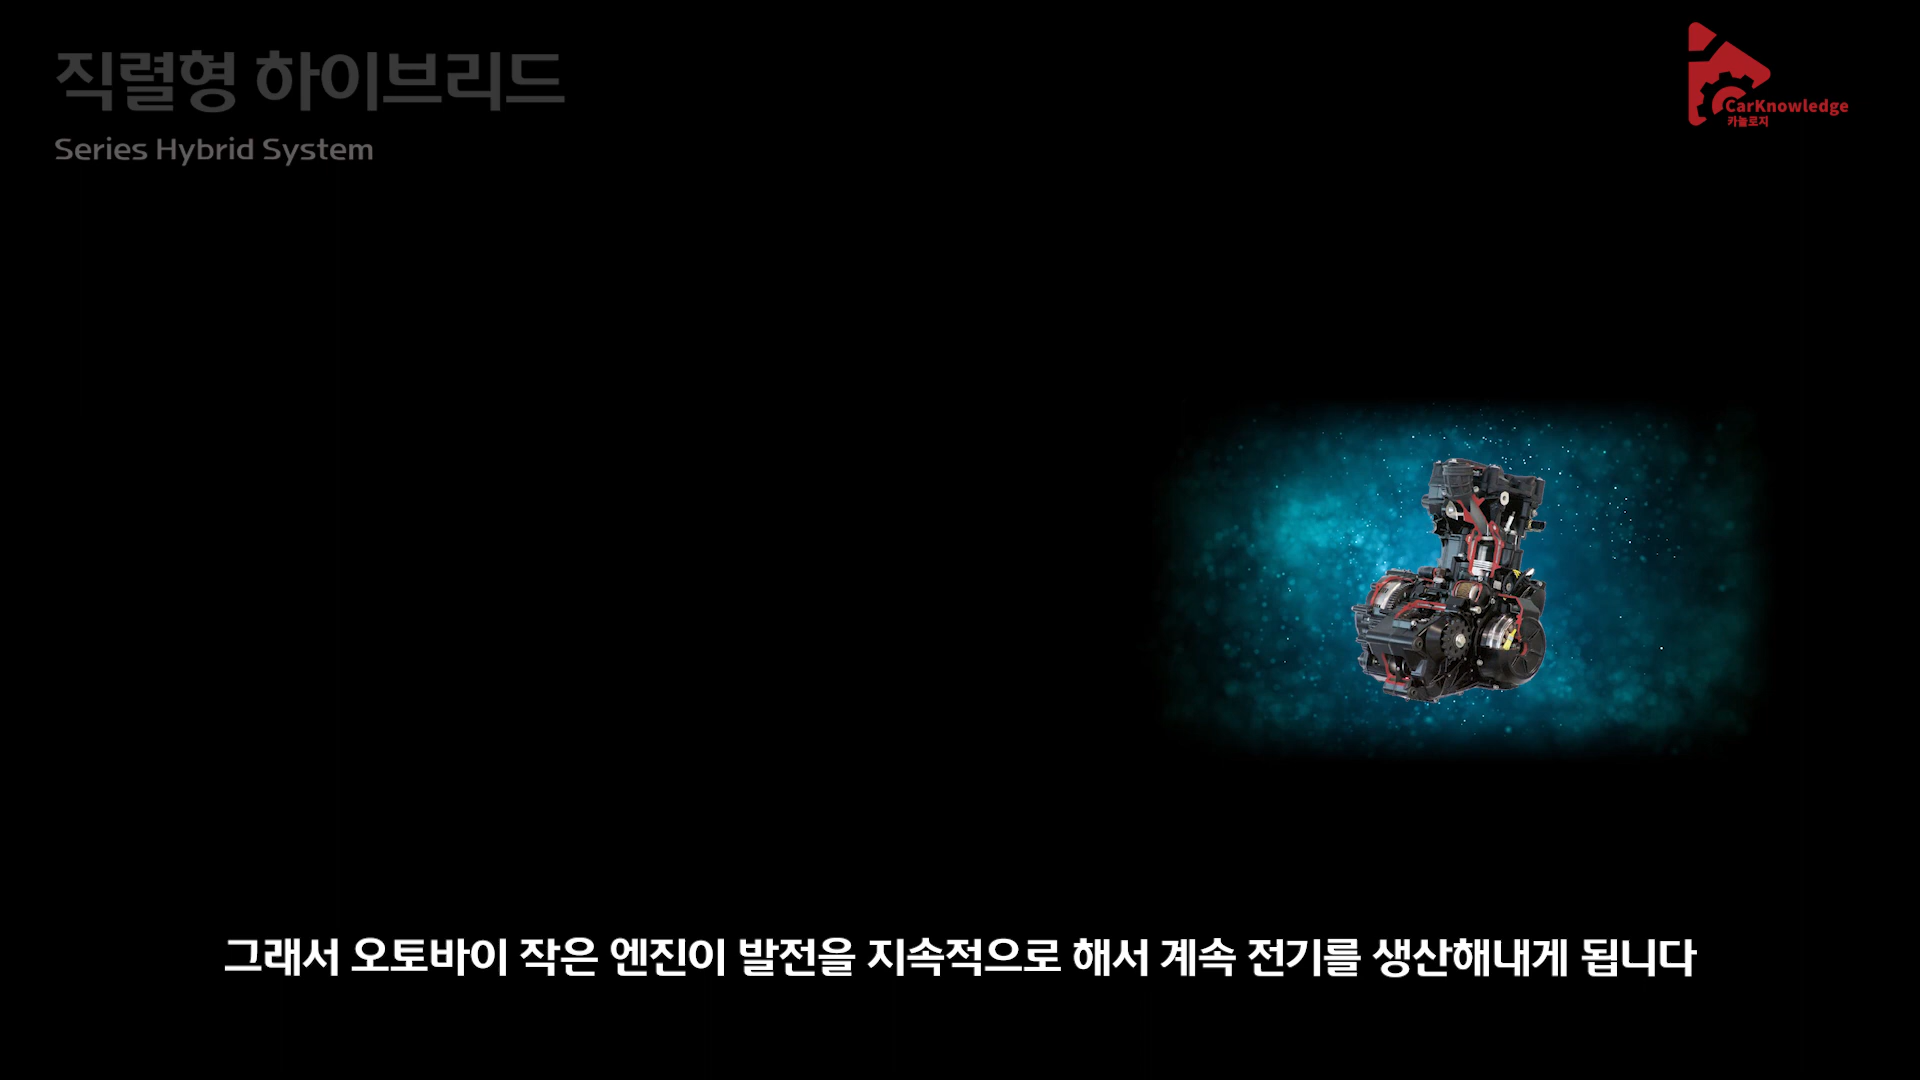 직렬형 하이브리드
Series Hybrid System
CarKnowledge
카놀로지
그래서 오토바이 작은 엔진이 발전을 지속적으로 해서 계속 전기를 생산해내게 됩니다